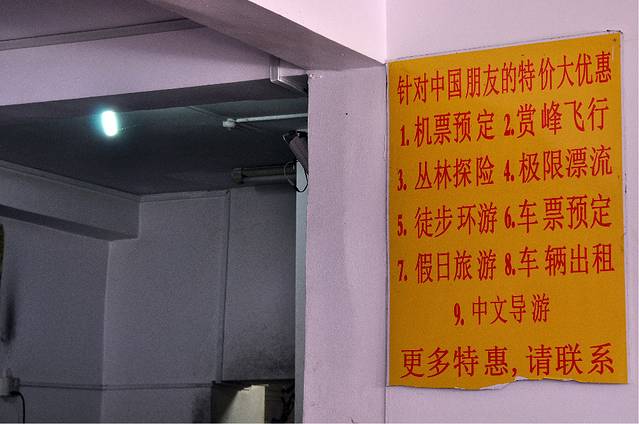 针对中国朋友的特价大优惠
1. 机票预定 2. 赏峰飞行
3. 丛林探险 4. 极限漂流
5. 徒步环游 6. 车票预定
7. 假日旅游 8. 车辆出租
9. 中文导游
更多特惠, 请联系